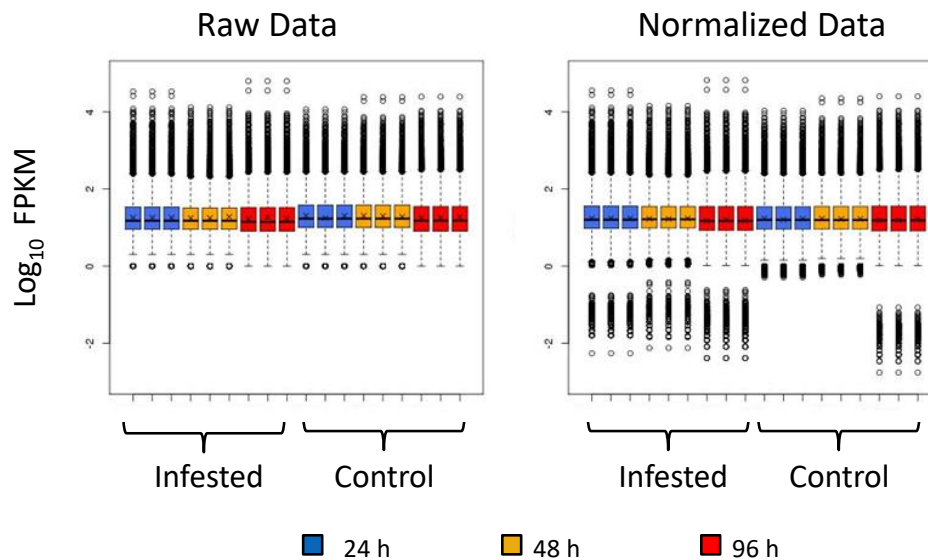 Raw Data
Normalized Data
Log10 FPKM
4
2
0
-2
4
2
0
-2
Infested
Control
Infested
Control
24 h
48 h
96 h